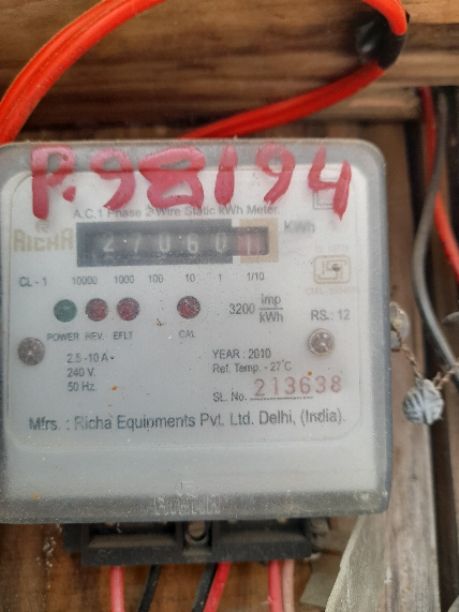 P.98194
A.C.1 Phase 2 Wire Static kWh Meter.
RICHA
27060 KWh
CL - 1 10000 1000 100 10 1 1/10
3200 imp/kWh
RS.: 12
POWER REV. EFLT CAL
2.5 -10 A
240 V.
50 Hz.
YEAR : 2010
Ref. Temp. - 27°C
SL. No. 213638
Mfrs. : Richa Equipments Pvt. Ltd. Delhi, (India).